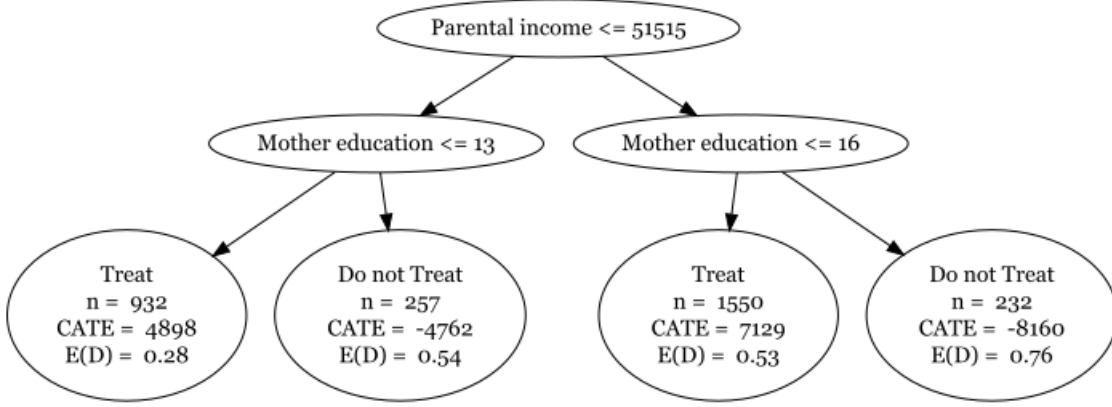 Parental income <= 51515
Mother education <= 13
Mother education <= 16
Treat
n =  932
CATE =  4898
E(D) =  0.28
Do not Treat
n =  257
CATE =  -4762
E(D) =  0.54
Treat
n =  1550
CATE =  7129
E(D) =  0.53
Do not Treat
n =  232
CATE =  -8160
E(D) =  0.76